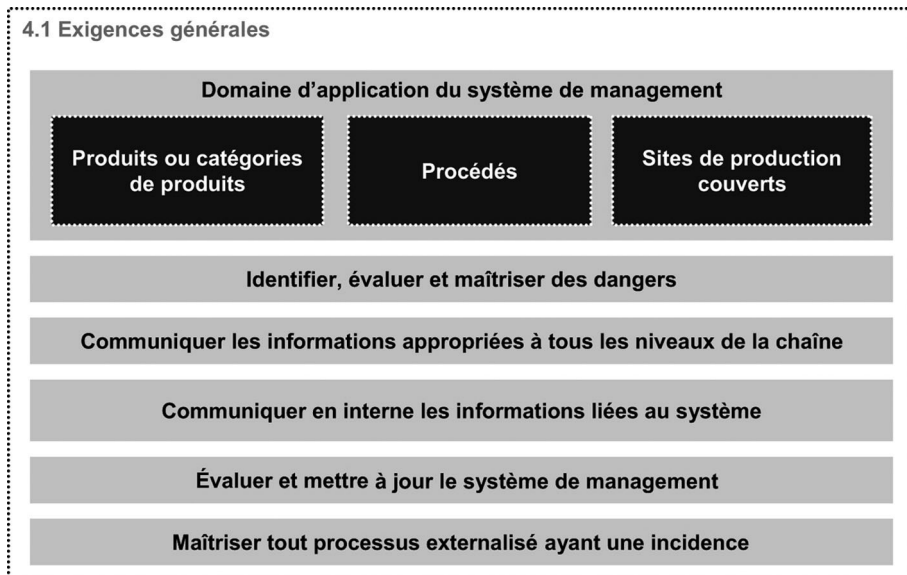 4.1 Exigences générales
Domaine d’application du système de management
Produits ou catégories
de produits
Procédés
Sites de production
couverts
Identifier, évaluer et maîtriser des dangers
Communiquer les informations appropriées à tous les niveaux de la chaîne
Communiquer en interne les informations liées au système
Évaluer et mettre à jour le système de management
Maîtriser tout processus externalisé ayant une incidence